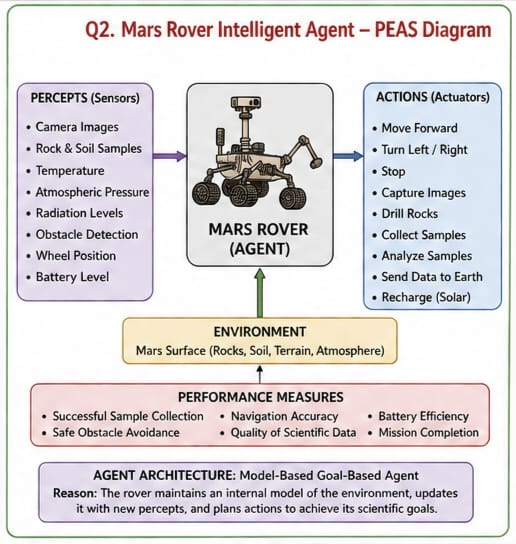 Q2. Mars Rover Intelligent Agent – PEAS Diagram
PERCEPTS (Sensors)
• Camera Images
• Rock & Soil Samples
• Temperature
• Atmospheric Pressure
• Radiation Levels
• Obstacle Detection
• Wheel Position
• Battery Level
MARS ROVER
(AGENT)
ACTIONS (Actuators)
• Move Forward
• Turn Left / Right
• Stop
• Capture Images
• Drill Rocks
• Collect Samples
• Analyze Samples
• Send Data to Earth
• Recharge (Solar)
ENVIRONMENT
Mars Surface (Rocks, Soil, Terrain, Atmosphere)
PERFORMANCE MEASURES
• Successful Sample Collection • Navigation Accuracy • Battery Efficiency
• Safe Obstacle Avoidance • Quality of Scientific Data • Mission Completion
AGENT ARCHITECTURE: Model-Based Goal-Based Agent
Reason: The rover maintains an internal model of the environment, updates
it with new percepts, and plans actions to achieve its scientific goals.